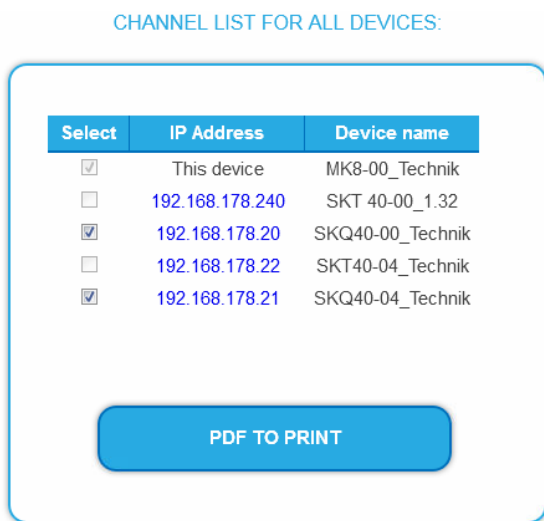 CHANNEL LIST FOR ALL DEVICES:
Select IP Address Device name
This device MK8-00_Technik
192.168.178.240 SKT 40-00_1.32
192.168.178.20 SKQ40-00_Technik
192.168.178.22 SKT40-04_Technik
192.168.178.21 SKQ40-04_Technik
PDF TO PRINT